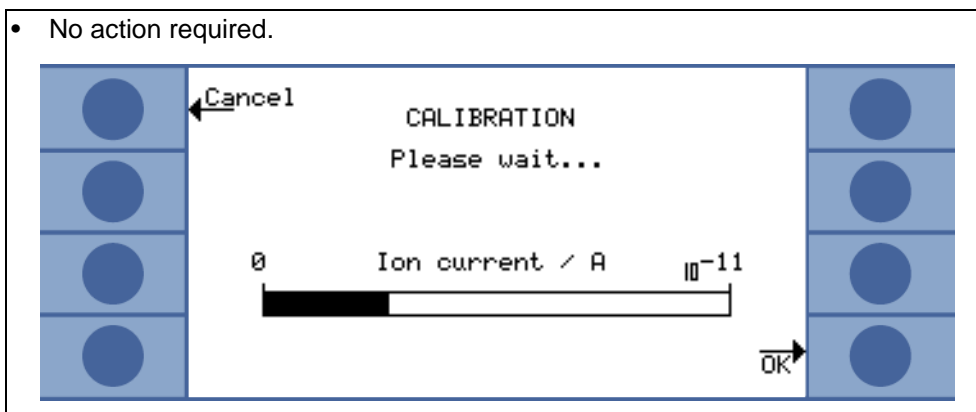 • No action required.
Cancel
CALIBRATION
Please wait...
0 Ion current / A 10-11
OK